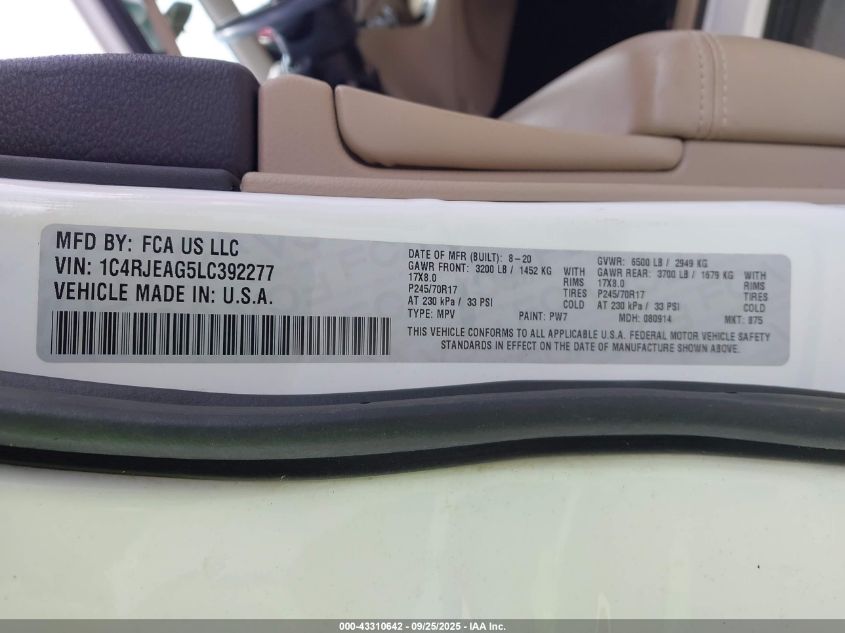 MFD BY: FCA US LLC
VIN: 1C4RJEAG5LC392277
VEHICLE MADE IN: U.S.A.
DATE OF MFR (BUILT): 8-20 GVWR: 6500 LB / 2949 KG
GAWR FRONT: 3200 LB / 1452 KG WITH GAWR REAR: 3700 LB / 1679 KG WITH
17X8.0 RIMS 17X8.0 RIMS
P245/70R17 TIRES P245/70R17 TIRES
AT 230 kPa / 33 PSI COLD AT 230 kPa / 33 PSI COLD
TYPE: MPV PAINT: PW7 MDH: 080914 MKT: 875
THIS VEHICLE CONFORMS TO ALL APPLICABLE U.S.A. FEDERAL MOTOR VEHICLE SAFETY
STANDARDS IN EFFECT ON THE DATE OF MANUFACTURE SHOWN ABOVE.
000-43310642 - 09/25/2025 - IAA Inc.